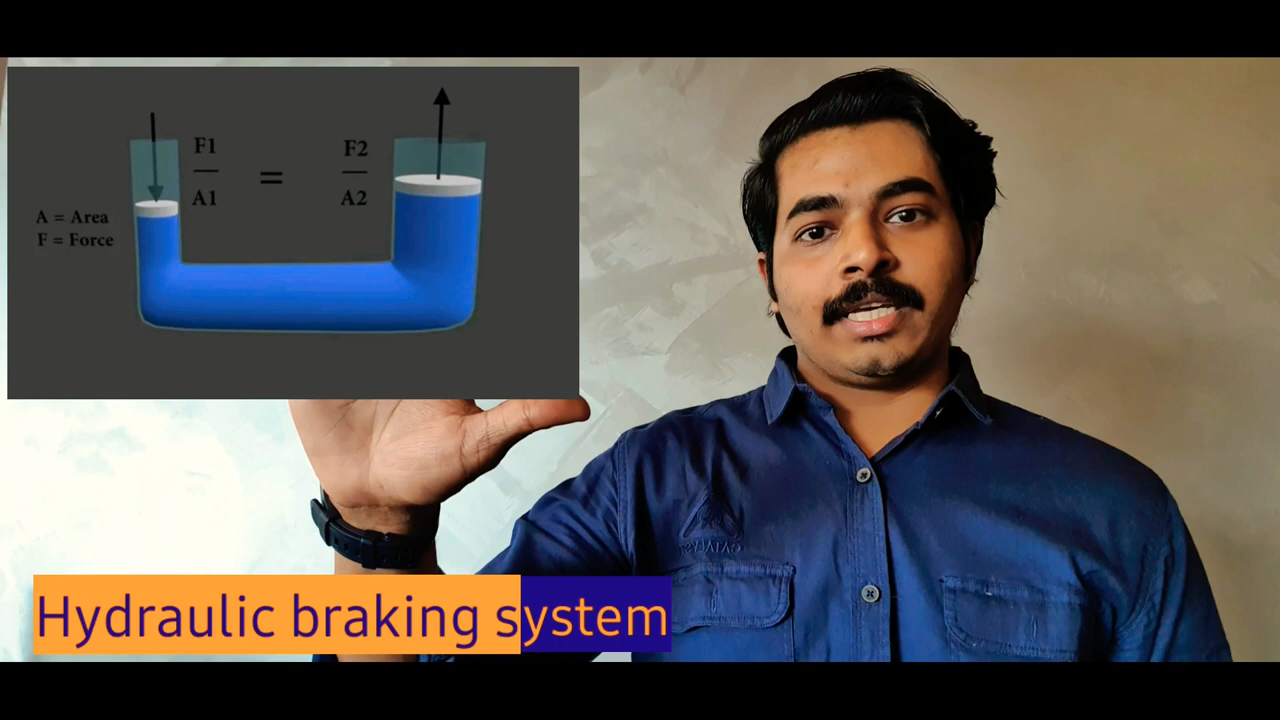 F1
F2
=
A1
A2
A = Area
F = Force
Hydraulic braking system